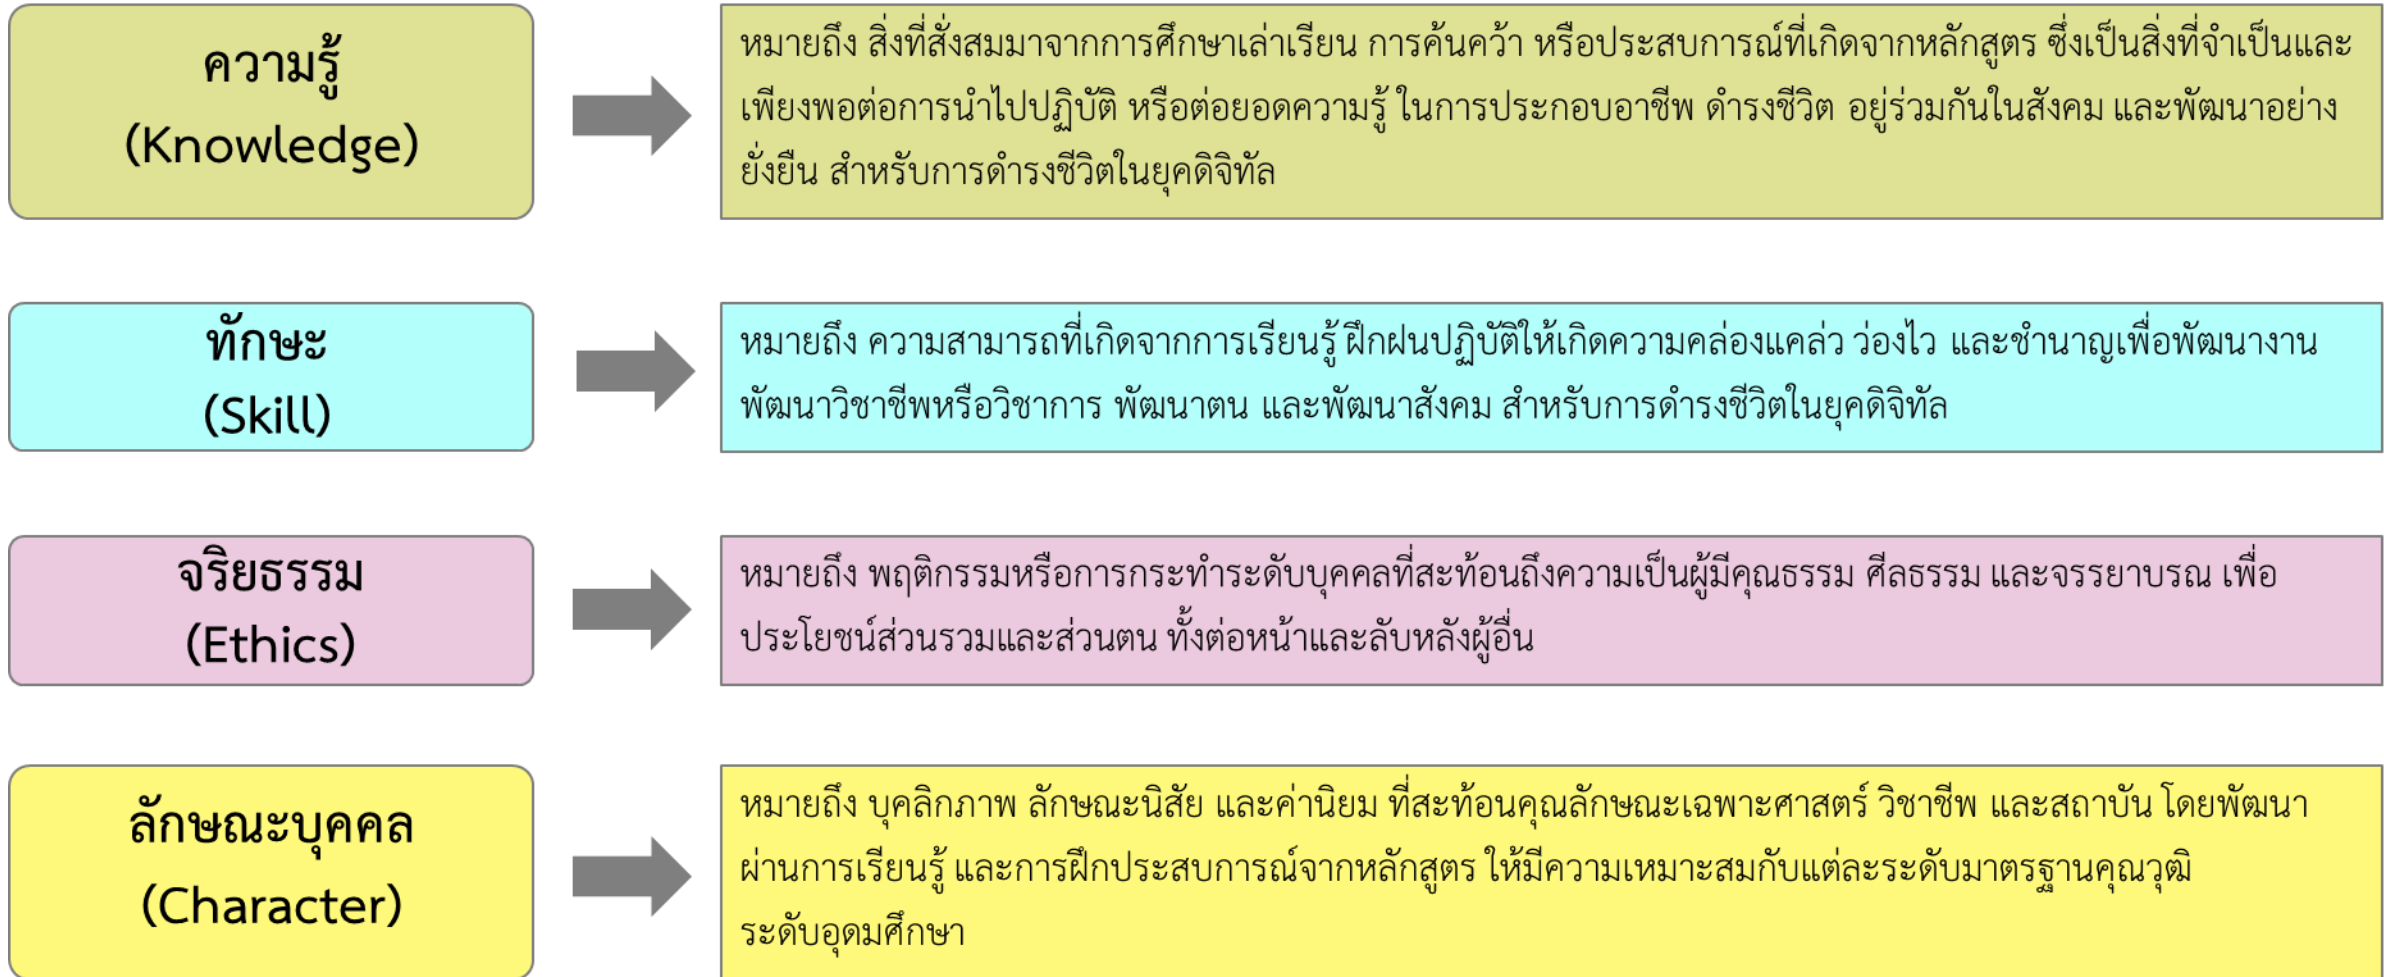 ความรู้
(Knowledge)
หมายถึง สิ่งที่สั่งสมมาจากการศึกษาเล่าเรียน การค้นคว้า หรือประสบการณ์ที่เกิดจากหลักสูตร ซึ่งเป็นสิ่งที่จำเป็นและ
เพียงพอต่อการนำไปปฏิบัติ หรือต่อยอดความรู้ ในการประกอบอาชีพ ดำรงชีวิต อยู่ร่วมกันในสังคม และพัฒนาอย่าง
ยั่งยืน สำหรับการดำรงชีวิตในยุคดิจิทัล
ทักษะ
(Skill)
หมายถึง ความสามารถที่เกิดจากการเรียนรู้ ฝึกฝนปฏิบัติให้เกิดความคล่องแคล่ว ว่องไว และชำนาญเพื่อพัฒนางาน
พัฒนาวิชาชีพหรือวิชาการ พัฒนาตน และพัฒนาสังคม สำหรับการดำรงชีวิตในยุคดิจิทัล
จริยธรรม
(Ethics)
หมายถึง พฤติกรรมหรือการกระทำระดับบุคคลที่สะท้อนถึงความเป็นผู้มีคุณธรรม ศีลธรรม และจรรยาบรณ เพื่อ
ประโยชน์ส่วนรวมและส่วนตน ทั้งต่อหน้าและลับหลังผู้อื่น
ลักษณะบุคคล
(Character)
หมายถึง บุคลิกภาพ ลักษณะนิสัย และค่านิยม ที่สะท้อนคุณลักษณะเฉพาะศาสตร์ วิชาชีพ และสถาบัน โดยพัฒนา
ผ่านการเรียนรู้ และการฝึกประสบการณ์จากหลักสูตร ให้มีความเหมาะสมกับแต่ละระดับมาตรฐานคุณวุฒิ
ระดับอุดมศึกษา